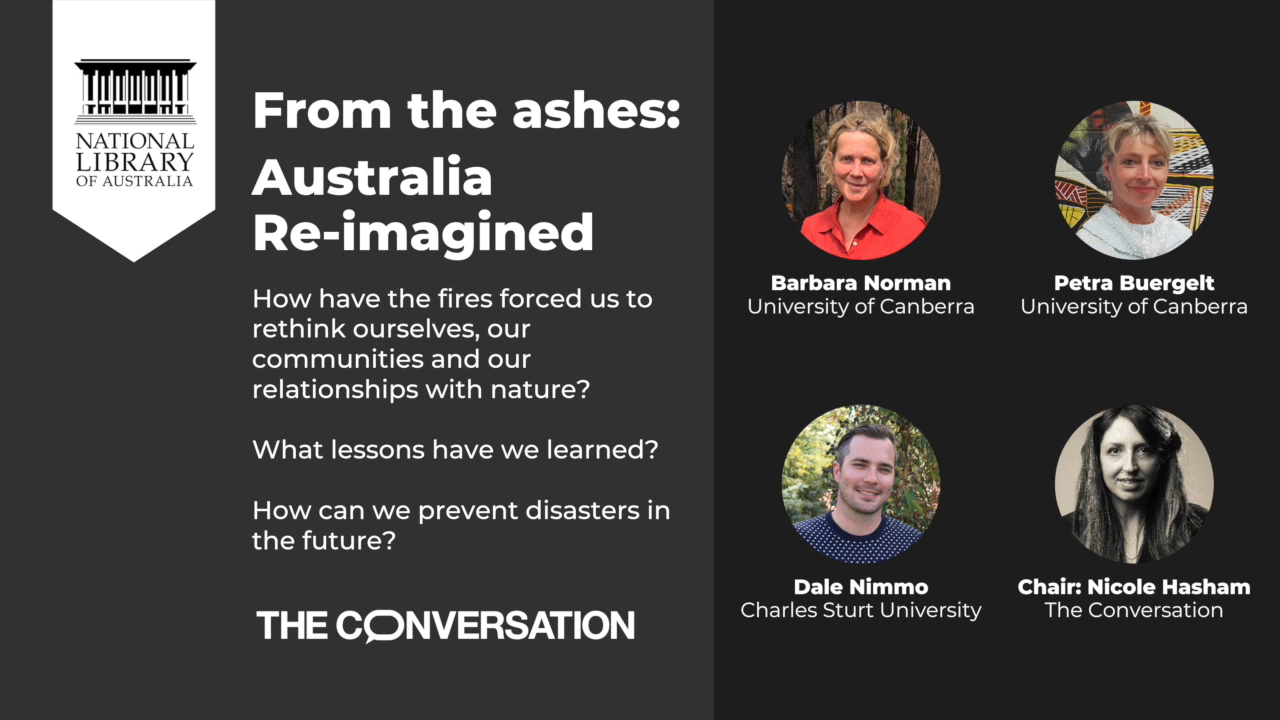 NATIONAL
LIBRARY
OF AUSTRALIA
From the ashes:
Australia
Re-imagined
How have the fires forced us to
rethink ourselves, our
communities and our
relationships with nature?
What lessons have we learned?
How can we prevent disasters in
the future?
THE CONVERSATION
Barbara Norman
University of Canberra
Petra Buergelt
University of Canberra
Dale Nimmo
Charles Sturt University
Chair: Nicole Hasham
The Conversation